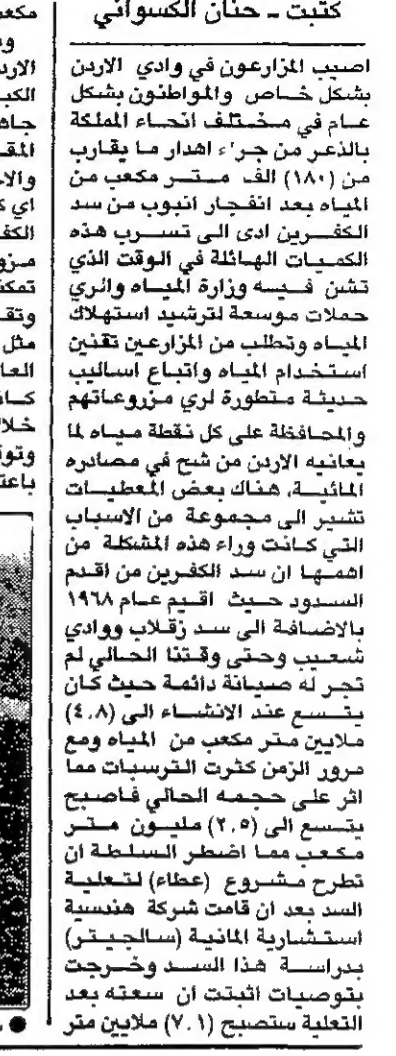 كتبت ـ حنان الكسواني
اصيب المزارعون في وادي الاردن
بشكل خاص والمواطنون بشكل
عام في مختلف انحاء المملكة
بالذعر من جراء اهدار ما يقارب
من (١٨٠) الف متر مكعب من
المياه بعد انفجار انبوب من سد
الكفرين ادى الى تسرب هذه
الكميات الهائلة في الوقت الذي
تشن فيه وزارة المياه والري
حملات موسعة لترشيد استهلاك
المياه وتطلب من المزارعين تقنين
استخدام المياه واتباع اساليب
حديثة متطورة لري مزروعاتهم
والمحافظة على كل نقطة مياه لما
يعانيه الاردن من شح في مصادره
المائية، هناك بعض المعطيات
تشير الى مجموعة من الاسباب
التي كانت وراء هذه المشكلة من
اهمها ان سد الكفرين من اقدم
السدود حيث اقيم عام ١٩٦٨
بالاضافة الى سد زقلاب ووادي
شعيب وحتى وقتنا الحالي لم
تجر له صيانة دائمة حيث كان
يتسع عند الانشاء الى (٤,٨)
ملايين متر مكعب من المياه ومع
مرور الزمن كثرت الترسبات مما
اثر على حجمه الحالي فاصبح
يتسع الى (٢,٥) مليون متر
مكعب مما اضطر السلطة ان
تطرح مشروع (عطاء) لتعلية
السد بعد ان قامت شركة هندسية
استشارية المانية (سالجيتر)
بدراسة هذا السد وخرجت
بتوصيات اثبتت ان سعته بعد
التعلية ستصبح (٧,١) ملايين متر